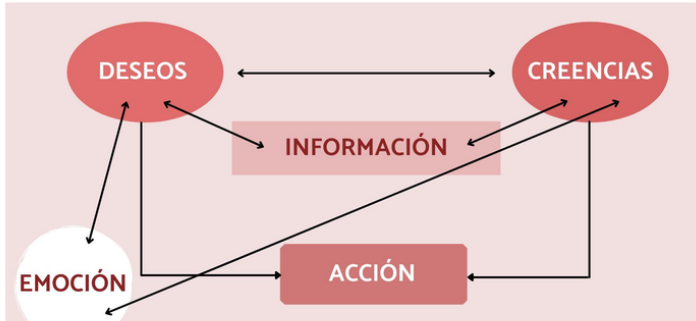 DESEOS
CREENCIAS
INFORMACIÓN
EMOCIÓN
ACCIÓN